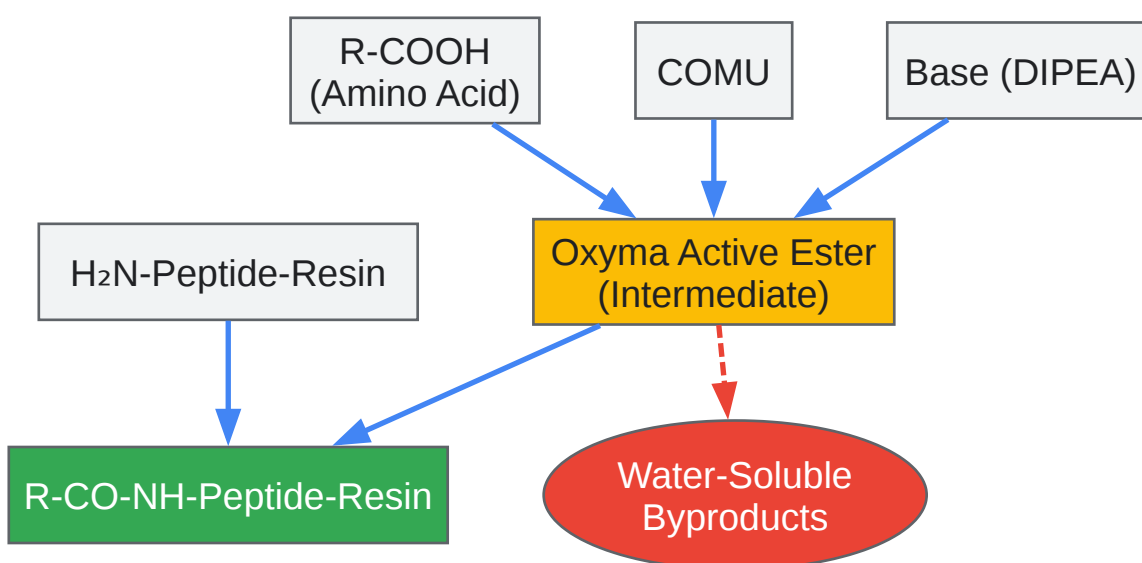 R-COOH
(Amino Acid)
COMU
Base (DIPEA)
Oxyma Active Ester
(Intermediate)
H₂N-Peptide-Resin
R-CO-NH-Peptide-Resin
Water-Soluble
Byproducts